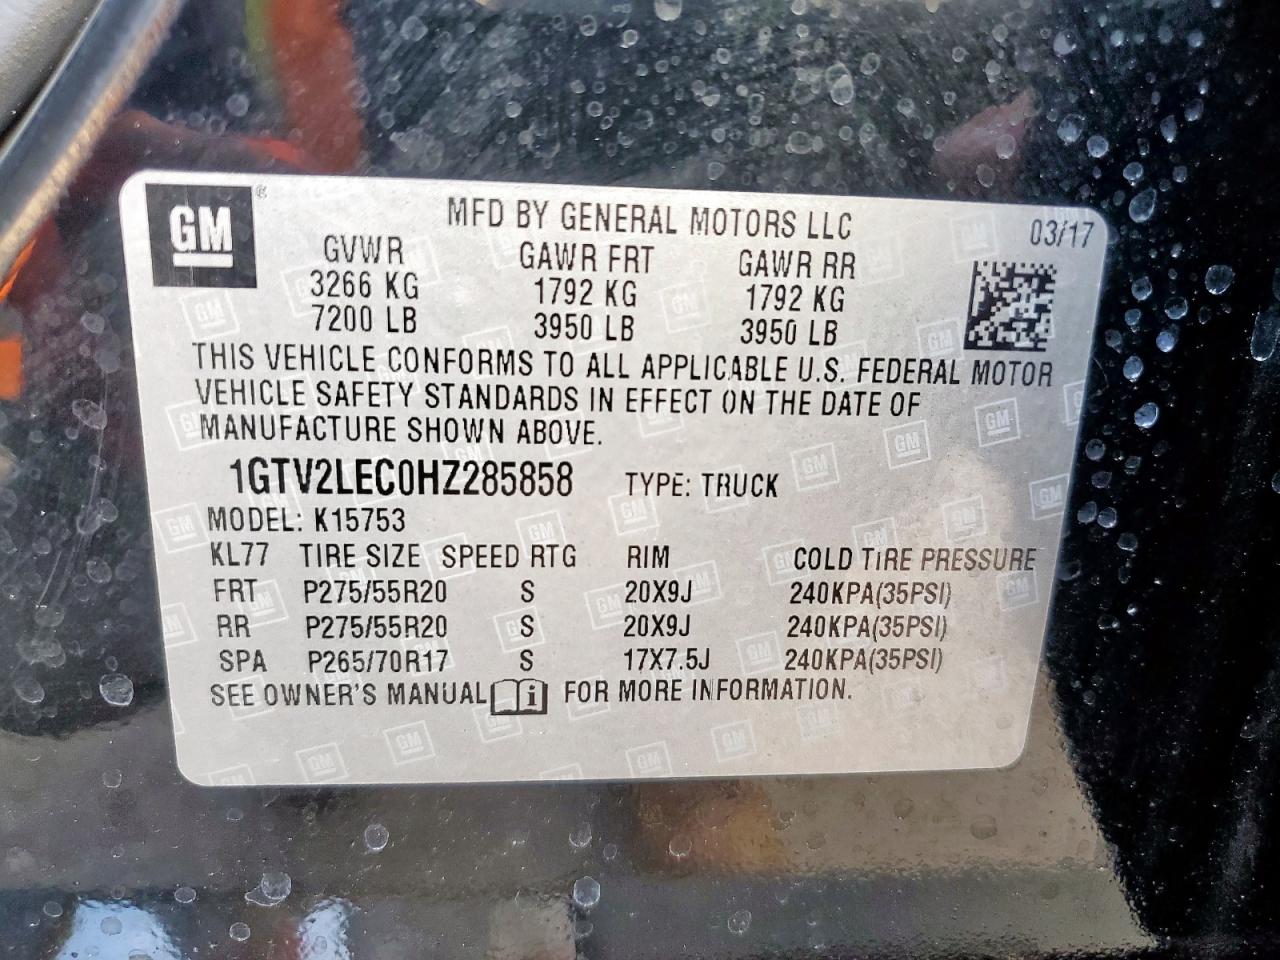 GM ®
MFD BY GENERAL MOTORS LLC
03/17
GVWR GAWR FRT GAWR RR
3266 KG 1792 KG 1792 KG
7200 LB 3950 LB 3950 LB
THIS VEHICLE CONFORMS TO ALL APPLICABLE U.S. FEDERAL MOTOR
VEHICLE SAFETY STANDARDS IN EFFECT ON THE DATE OF
MANUFACTURE SHOWN ABOVE.
1GTV2LEC0HZ285858 TYPE: TRUCK
MODEL: K15753
KL77 TIRE SIZE SPEED RTG RIM COLD TIRE PRESSURE
FRT P275/55R20 S 20X9J 240KPA(35PSI)
RR P275/55R20 S 20X9J 240KPA(35PSI)
SPA P265/70R17 S 17X7.5J 240KPA(35PSI)
SEE OWNER'S MANUAL i FOR MORE INFORMATION.